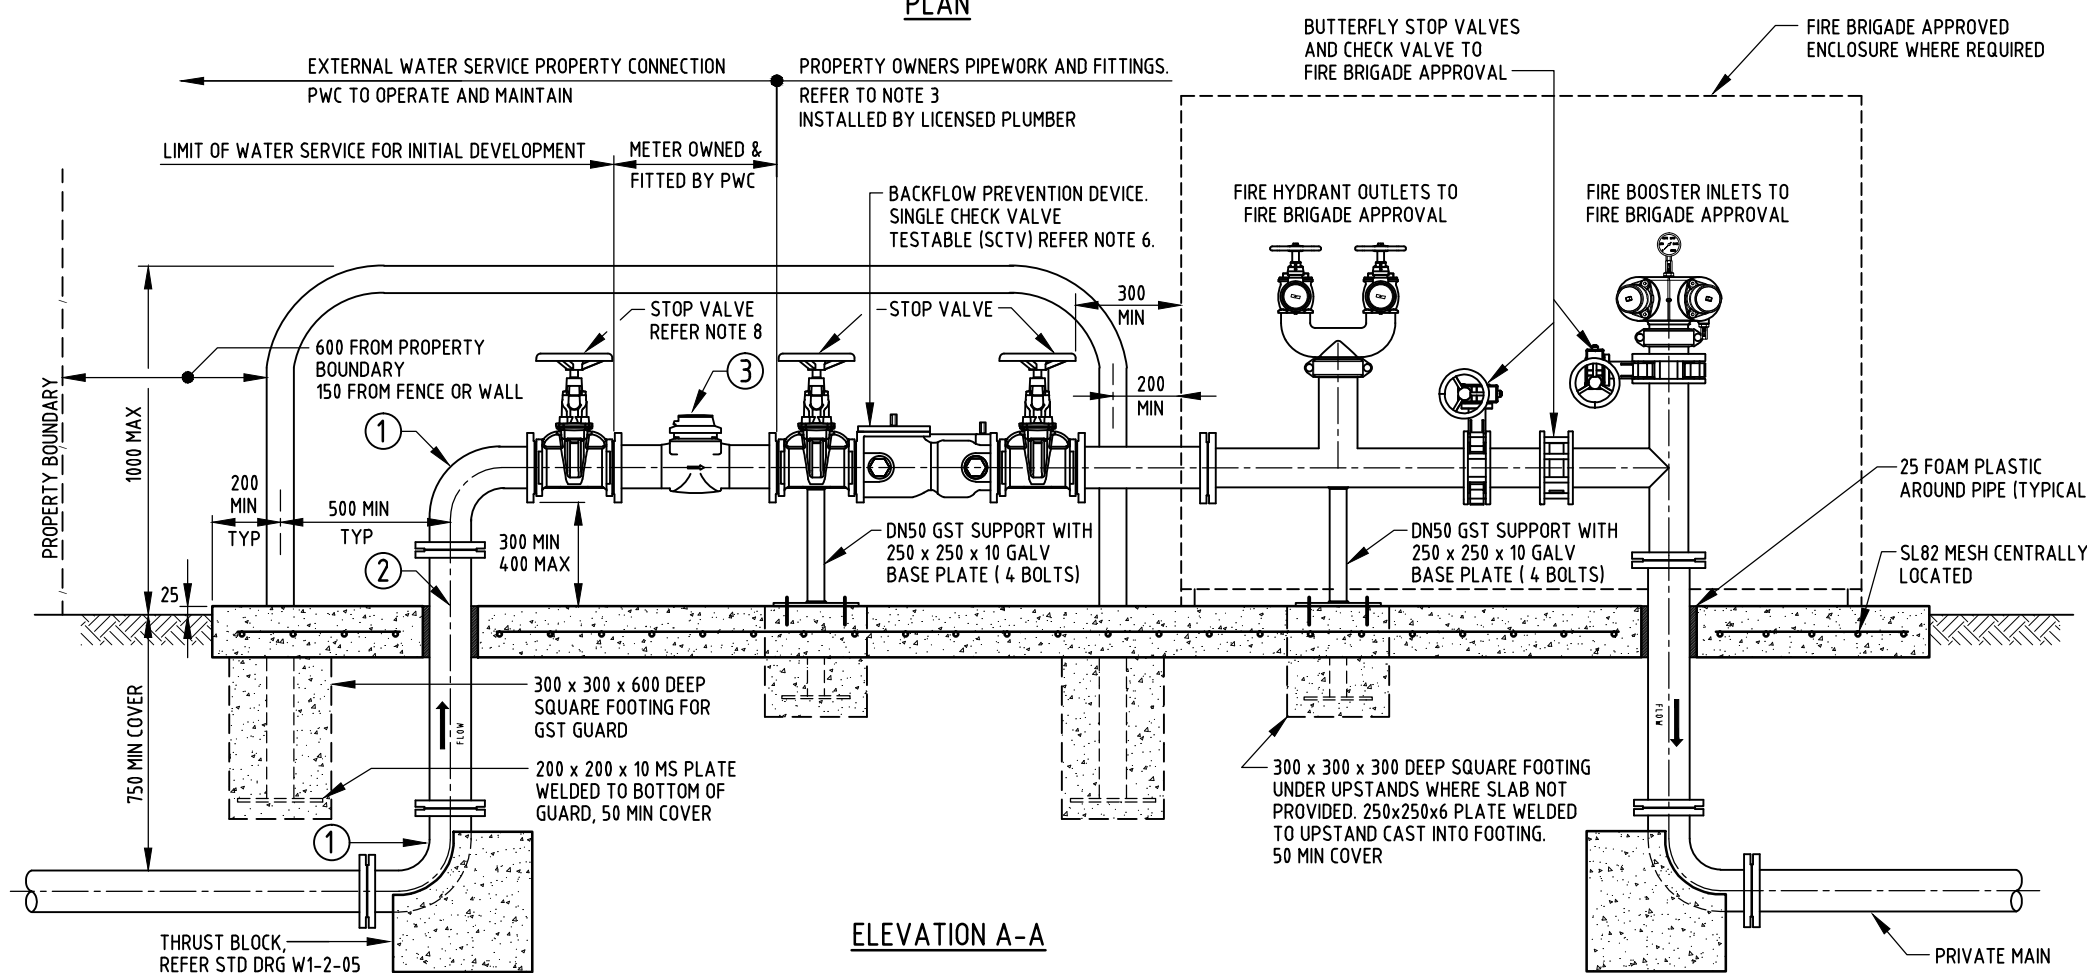 PLAN
BUTTERFLY STOP VALVES
AND CHECK VALVE TO
FIRE BRIGADE APPROVAL
FIRE BRIGADE APPROVED
ENCLOSURE WHERE REQUIRED
EXTERNAL WATER SERVICE PROPERTY CONNECTION
PWC TO OPERATE AND MAINTAIN
PROPERTY OWNERS PIPEWORK AND FITTINGS.
REFER TO NOTE 3
INSTALLED BY LICENSED PLUMBER
LIMIT OF WATER SERVICE FOR INITIAL DEVELOPMENT
METER OWNED &
FITTED BY PWC
BACKFLOW PREVENTION DEVICE.
SINGLE CHECK VALVE
TESTABLE (SCTV) REFER NOTE 6.
FIRE HYDRANT OUTLETS TO
FIRE BRIGADE APPROVAL
FIRE BOOSTER INLETS TO
FIRE BRIGADE APPROVAL
STOP VALVE
REFER NOTE 8
STOP VALVE
300
MIN
600 FROM PROPERTY
BOUNDARY
150 FROM FENCE OR WALL
3
200
MIN
1
PROPERTY BOUNDARY
1000 MAX
200
MIN
TYP
500 MIN
TYP
300 MIN
400 MAX
2
25
DN50 GST SUPPORT WITH
250 x 250 x 10 GALV
BASE PLATE ( 4 BOLTS)
DN50 GST SUPPORT WITH
250 x 250 x 10 GALV
BASE PLATE ( 4 BOLTS)
25 FOAM PLASTIC
AROUND PIPE (TYPICAL
SL82 MESH CENTRALLY
LOCATED
750 MIN COVER
FLOW
300 x 300 x 600 DEEP
SQUARE FOOTING FOR
GST GUARD
200 x 200 x 10 MS PLATE
WELDED TO BOTTOM OF
GUARD, 50 MIN COVER
1
300 x 300 x 300 DEEP SQUARE FOOTING
UNDER UPSTANDS WHERE SLAB NOT
PROVIDED. 250x250x6 PLATE WELDED
TO UPSTAND CAST INTO FOOTING.
50 MIN COVER
FLOW
THRUST BLOCK,
REFER STD DRG W1-2-05
ELEVATION A-A
PRIVATE MAIN